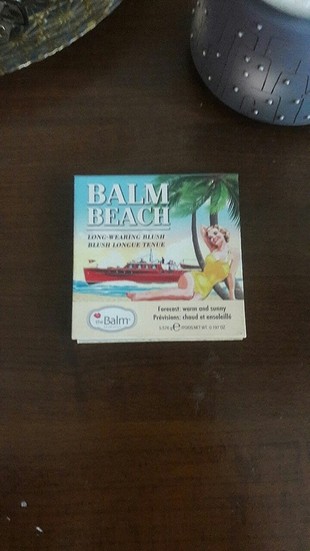 BALM
BEACH
LONG-WEARING BLUSH
BLUSH LONGUE TENUE
theBalm
Forecast: warm and sunny
Prévisions: chaud et ensoleillé